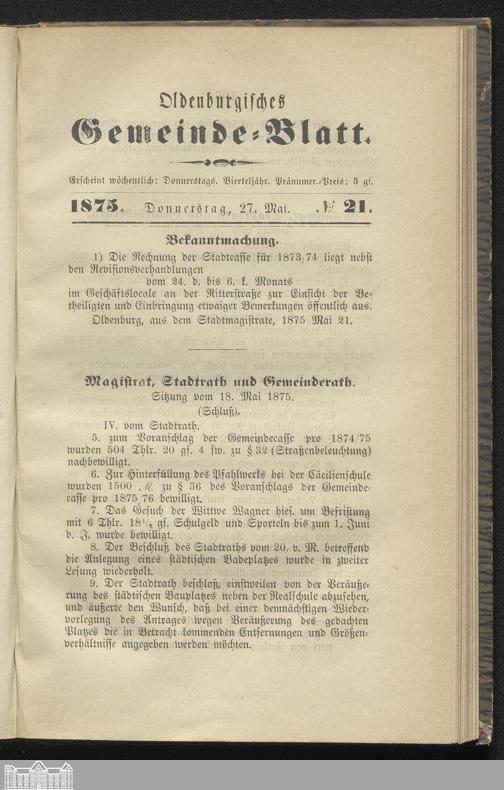 Oldenburgisches
Gemeinde-Blatt.
Erscheint wöchentlich: Donnerstags. Vierteljähr. Pränumer.-Preis: 5 gs.
1875. Donnerstag, 27. Mai. № 21.
Bekanntmachung.
1) Die Rechnung der Stadtcasse für 1873/74 liegt nebst
den Revisionsverhandlungen
vom 24. d. bis 6. k. Monats
im Geschäftslocale an der Ritterstraße zur Einsicht der Be-
theiligten und Einbringung etwaiger Bemerkungen öffentlich aus.
Oldenburg, aus dem Stadtmagistrate, 1875 Mai 21.
Magistrat, Stadtrath und Gemeinderath.
Sitzung vom 18. Mai 1875.
(Schluß).
IV. vom Stadtrath.
5. zum Voranschlag der Gemeindecasse pro 1874/75
wurden 504 Thlr. 20 gs. 4 sw. zu § 32 (Straßenbeleuchtung)
nachbewilligt.
6. Zur Hinterfüllung des Pfahlwerks bei der Cäcilienschule
wurden 1500 M. zu § 36 des Voranschlags der Gemeinde-
casse pro 1875/76 bewilligt.
7. Das Gesuch der Wittwe Wagner hies. um Befristung
mit 6 Thlr. 18½ gs. Schulgeld und Sporteln bis zum 1. Juni
d. J. wurde bewilligt.
8. Der Beschluß des Stadtraths vom 20. v. M. betreffend
die Anlegung eines städtischen Badeplatzes wurde in zweiter
Lesung wiederholt.
9. Der Stadtrath beschloß, einstweilen von der Veräuße-
rung des städtischen Bauplatzes neben der Realschule abzusehen,
und äußerte den Wunsch, daß bei einer demnächstigen Wieder-
vorlegung des Antrages wegen Veräußerung des gedachten
Platzes die in Betracht kommenden Entfernungen und Größen-
verhältnisse angegeben werden möchten.